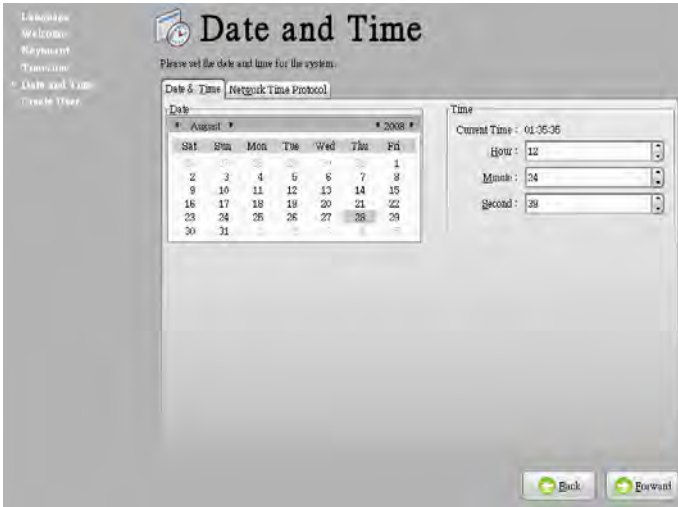 Language
Welcome
Keyboard
Timezone
Date and Time
Create User
Date and Time
Please set the date and time for the system.
Date & Time
Network Time Protocol
Date
August
2008
Sat Sun Mon Tue Wed Thu Fri
1
2 3 4 5 6 7 8
9 10 11 12 13 14 15
16 17 18 19 20 21 22
23 24 25 26 27 28 29
30 31
Time
Current Time : 01:35:35
Hour : 12
Minute : 24
Second : 39
Back
Forward